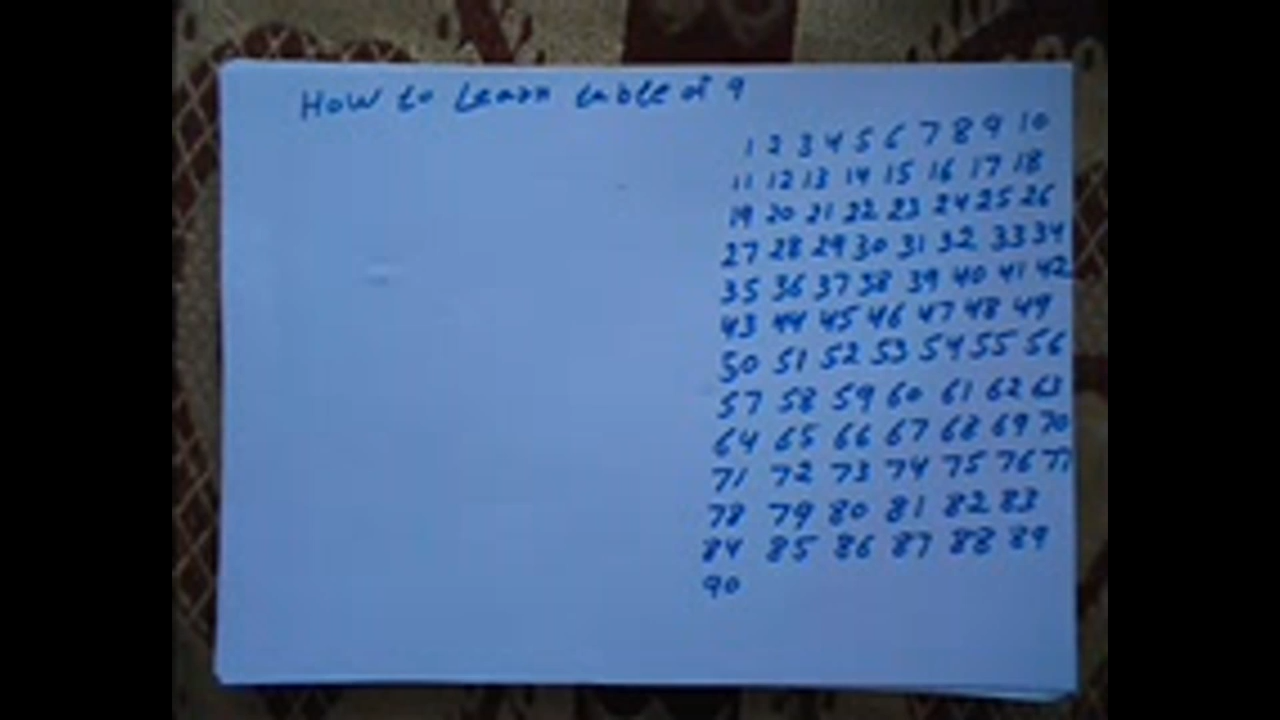 How to Learn table of 9
1 2 3 4 5 6 7 8 9 10
11 12 13 14 15 16 17 18
19 20 21 22 23 24 25 26
27 28 29 30 31 32 33 34
35 36 37 38 39 40 41 42
43 44 45 46 47 48 49
50 51 52 53 54 55 56
57 58 59 60 61 62 63
64 65 66 67 68 69 70
71 72 73 74 75 76 77
78 79 80 81 82 83
84 85 86 87 88 89
90